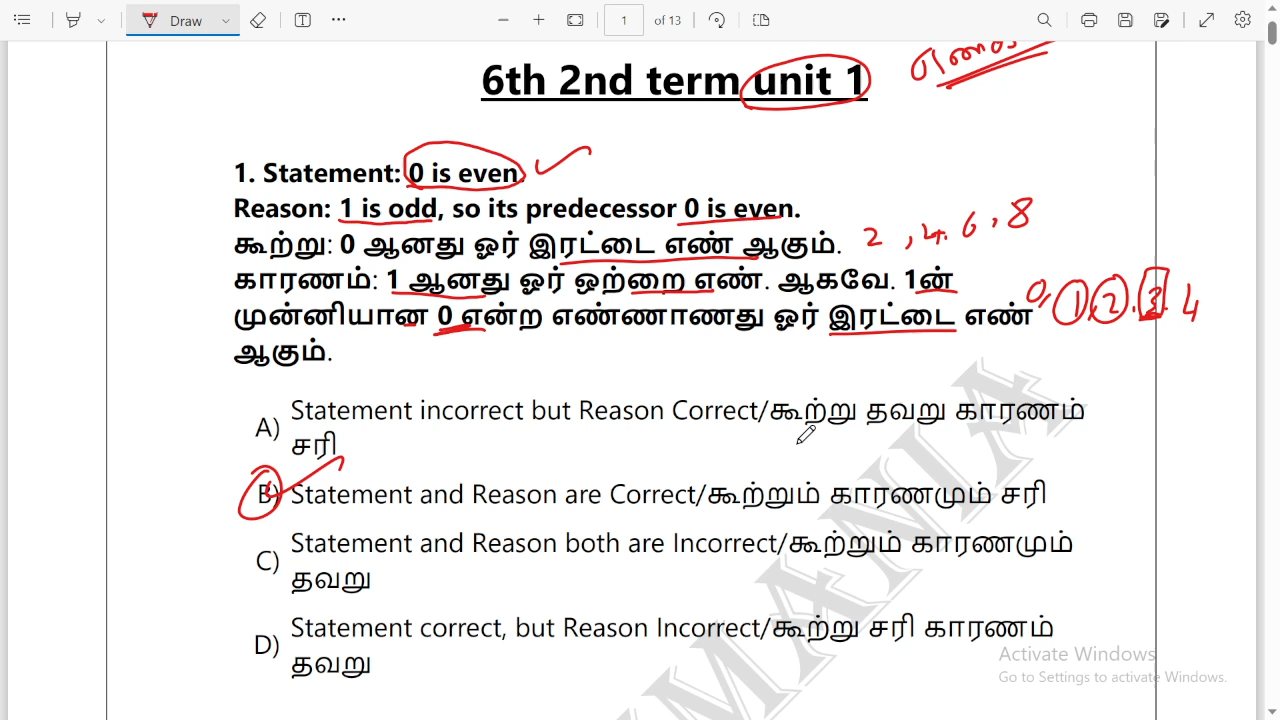 Draw
1 of 13
6th 2nd term unit 1
1. Statement: 0 is even.
Reason: 1 is odd, so its predecessor 0 is even.
2, 4, 6, 8
கூற்று: 0 ஆனது ஓர் இரட்டை எண் ஆகும்.
காரணம்: 1 ஆனது ஓர் ஒற்றை எண். ஆகவே. 1ன்
0, 1, 2, 3, 4
முன்னியான 0 என்ற எண்ணாணது ஓர் இரட்டை எண்
ஆகும்.
A) Statement incorrect but Reason Correct/கூற்று தவறு காரணம்
சரி
B) Statement and Reason are Correct/கூற்றும் காரணமும் சரி
C) Statement and Reason both are Incorrect/கூற்றும் காரணமும்
தவறு
D) Statement correct, but Reason Incorrect/கூற்று சரி காரணம்
தவறு
Activate Windows
Go to Settings to activate Windows.